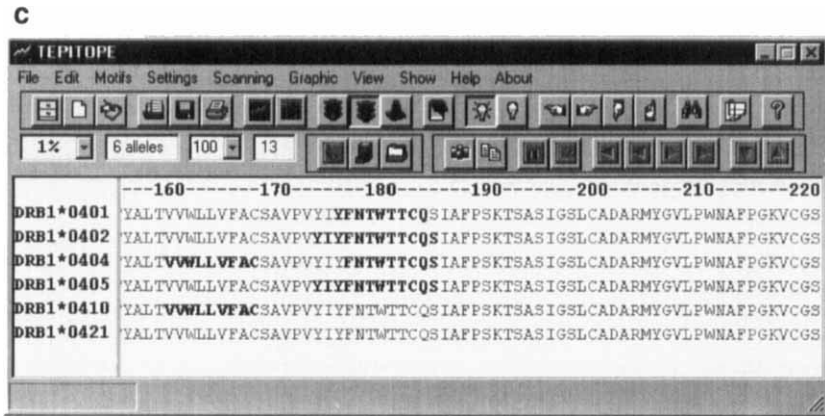 C
TEPITOPE
File Edit Motifs Settings Scanning Graphic View Show Help About
1% 6 alleles 100 13
---160-------170-------180-------190-------200-------210-------220
DRB1*0401 'YALTVVWLLVFACSAVPVYIYFNTWTTCQSIAFPSKTSASIGSLCADARMYGVLPWNAFPGKVCGS
DRB1*0402 'YALTVVWLLVFACSAVPVYIYFNTWTTCQSIAFPSKTSASIGSLCADARMYGVLPWNAFPGKVCGS
DRB1*0404 'YALTVVWLLVFACSAVPVYIYFNTWTTCQSIAFPSKTSASIGSLCADARMYGVLPWNAFPGKVCGS
DRB1*0405 'YALTVVWLLVFACSAVPVYIYFNTWTTCQSIAFPSKTSASIGSLCADARMYGVLPWNAFPGKVCGS
DRB1*0410 'YALTVVWLLVFACSAVPVYIYFNTWTTCQSIAFPSKTSASIGSLCADARMYGVLPWNAFPGKVCGS
DRB1*0421 'YALTVVWLLVFACSAVPVYIYFNTWTTCQSIAFPSKTSASIGSLCADARMYGVLPWNAFPGKVCGS